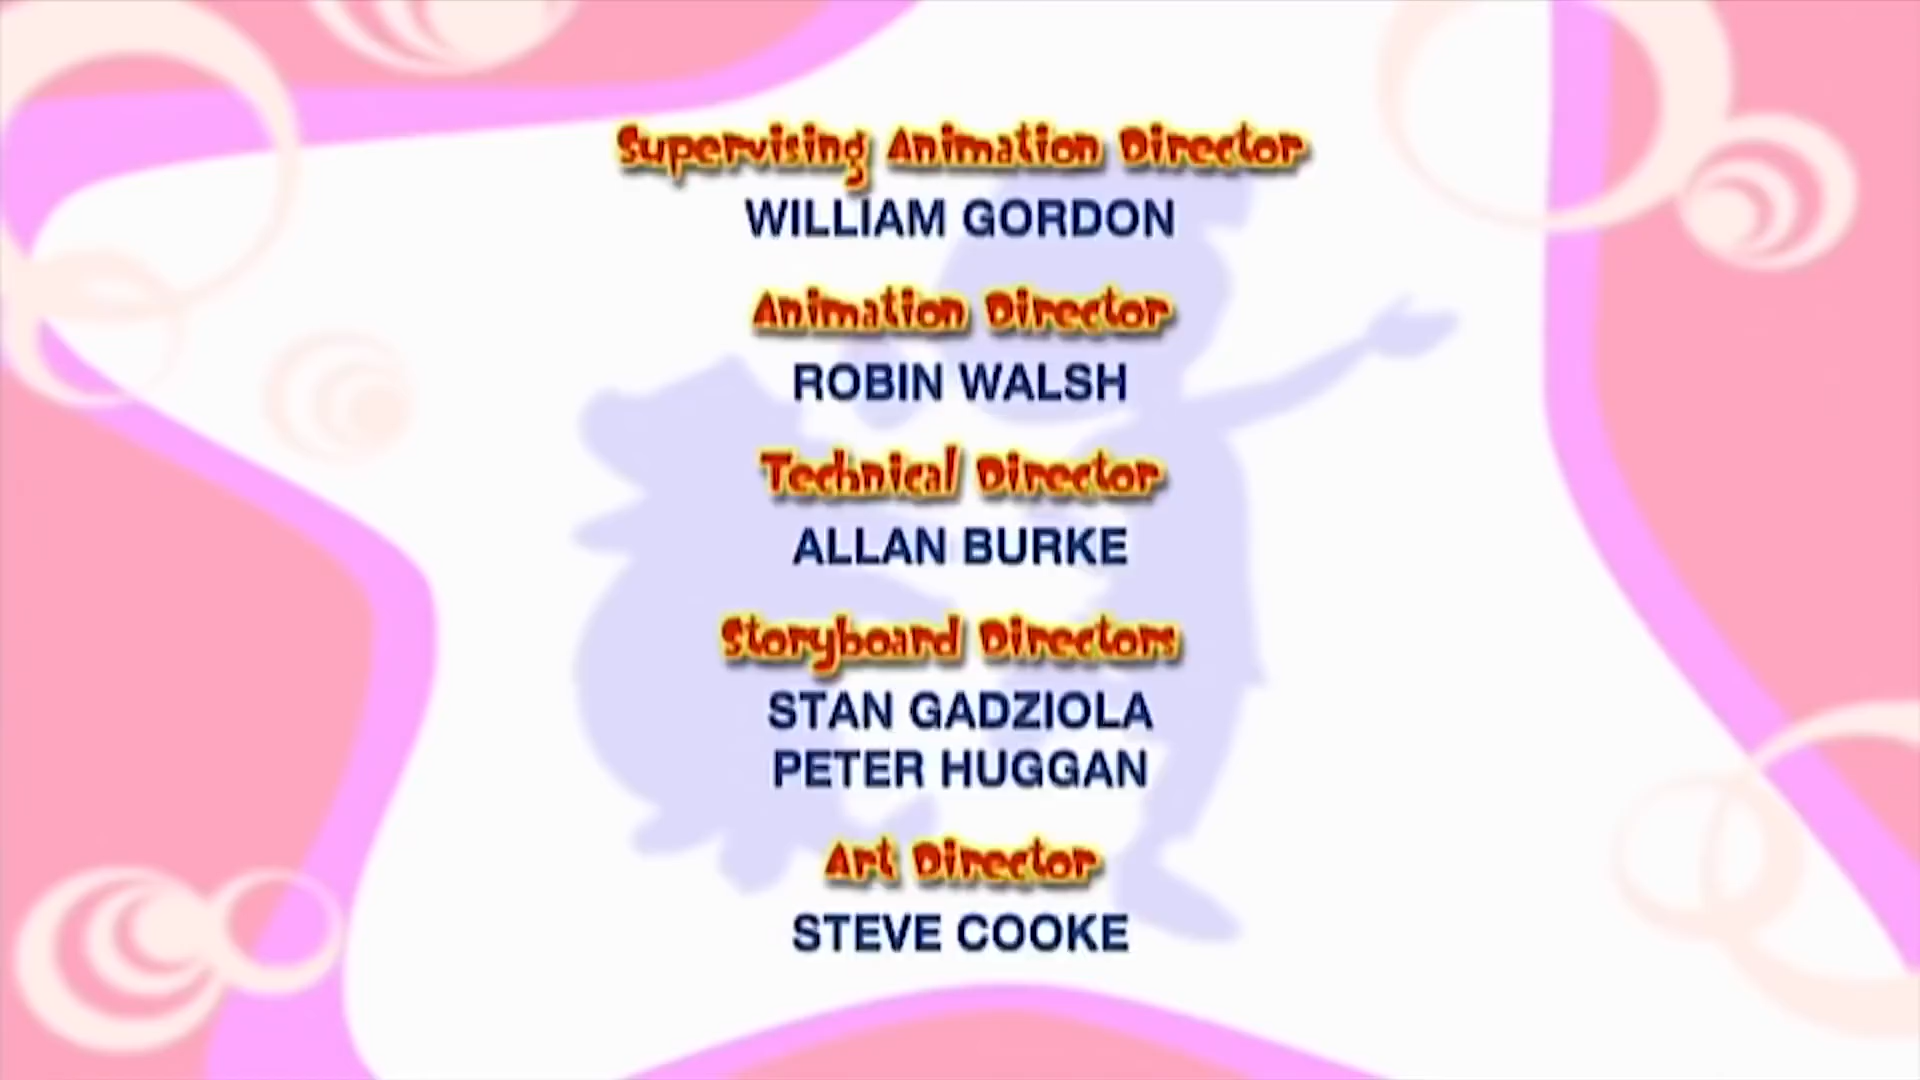 Supervising Animation Director
WILLIAM GORDON
Animation Director
ROBIN WALSH
Technical Director
ALLAN BURKE
Storyboard Directors
STAN GADZIOLA
PETER HUGGAN
Art Director
STEVE COOKE